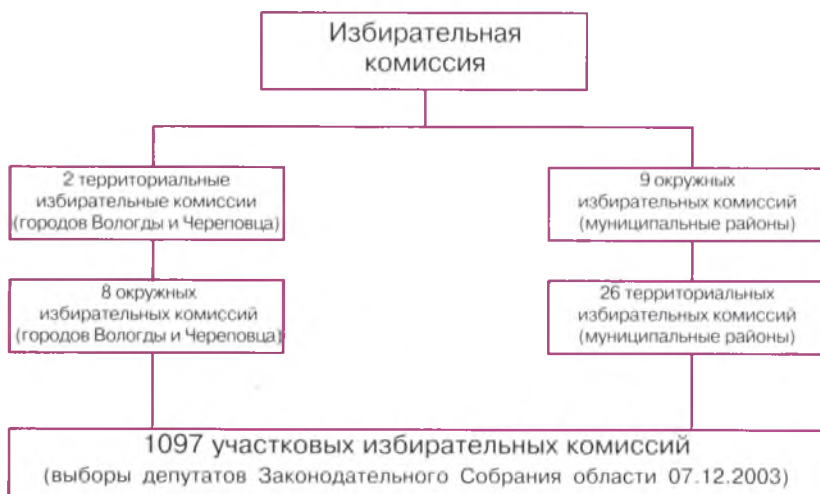 Избирательная
комиссия
2 территориальные
избирательные комиссии
(городов Вологды и Череповца)
9 окружных
избирательных комиссий
(муниципальные районы)
8 окружных
избирательных комиссий
(городов Вологды и Череповца)
26 территориальных
избирательных комиссий
(муниципальные районы)
1097 участковых избирательных комиссий
(выборы депутатов Законодательного Собрания области 07.12.2003)